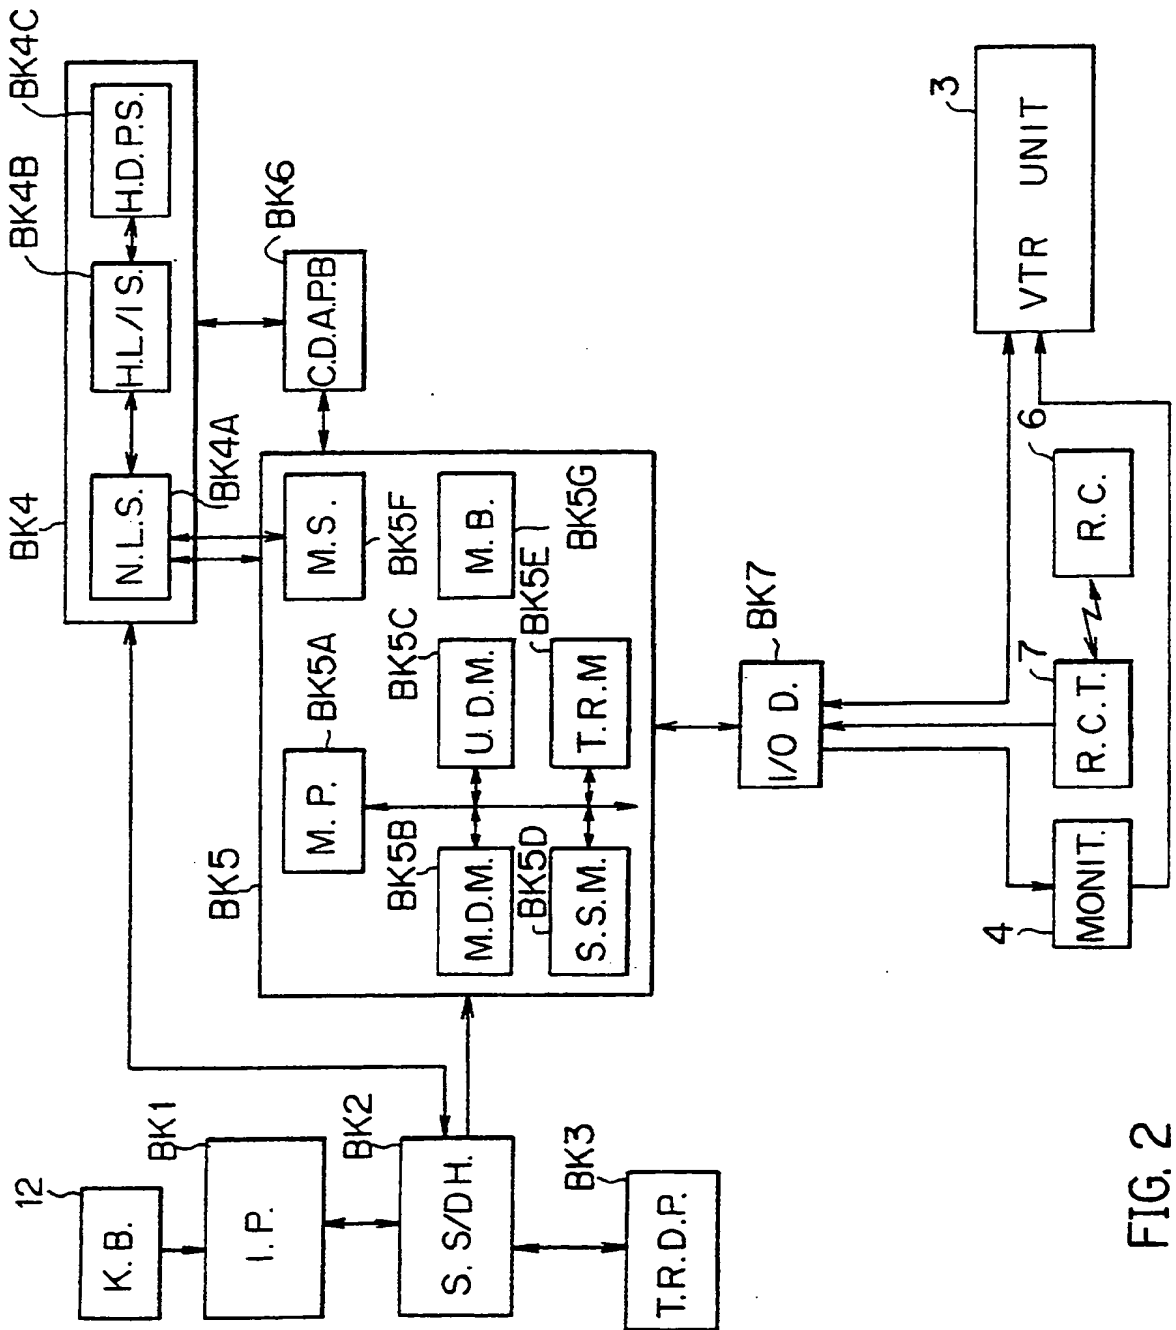 12
K.B.
BK1
I.P.
BK2
S. S/DH.
BK3
T.R.D.P.
BK4
N.L.S.
BK4A
H.L/I S.
BK4B
H.D.P.S.
BK4C
BK5
M. P.
BK5A
M.D.M.
BK5B
U.D.M.
BK5C
S.S.M.
BK5D
T.R.M
BK5E
M.S.
BK5F
M.B.
BK5G
C.D.A.P.B
BK6
I/O D.
BK7
4
MONIT.
7
R.C.T.
6
R.C.
3
VTR UNIT
FIG. 2